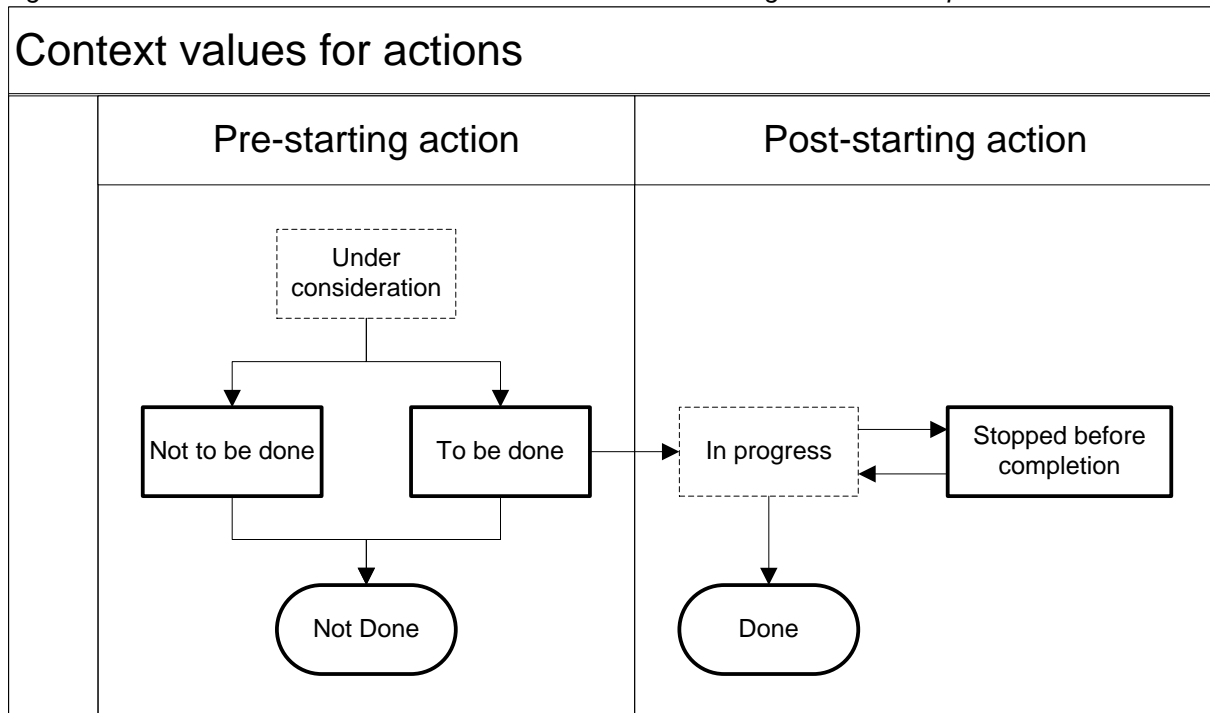 Context values for actions
Pre-starting action
Post-starting action
Under
consideration
Not to be done
To be done
In progress
Stopped before
completion
Not Done
Done